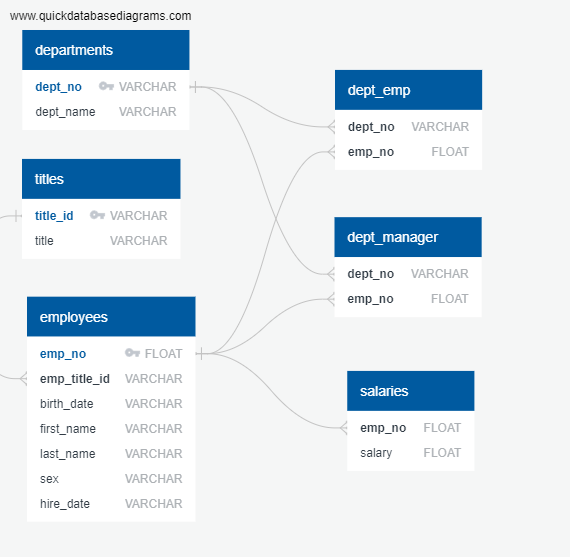 www.quickdatabasediagrams.com
departments
dept_no VARCHAR
dept_name VARCHAR
titles
title_id VARCHAR
title VARCHAR
employees
emp_no FLOAT
emp_title_id VARCHAR
birth_date VARCHAR
first_name VARCHAR
last_name VARCHAR
sex VARCHAR
hire_date VARCHAR
dept_emp
dept_no VARCHAR
emp_no FLOAT
dept_manager
dept_no VARCHAR
emp_no FLOAT
salaries
emp_no FLOAT
salary FLOAT